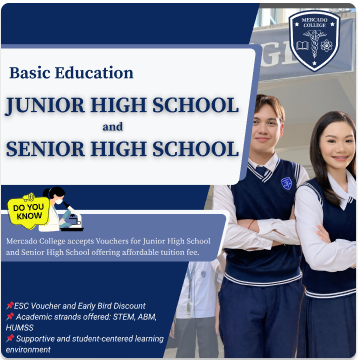 MERCADO
COLLEGE
Basic Education
JUNIOR HIGH SCHOOL
and
SENIOR HIGH SCHOOL
DO YOU
KNOW
Mercado College accepts Vouchers for Junior High School
and Senior High School offering affordable tuition fee.
ESC Voucher and Early Bird Discount
Academic strands offered: STEM, ABM,
HUMSS
Supportive and student-centered learning
environment